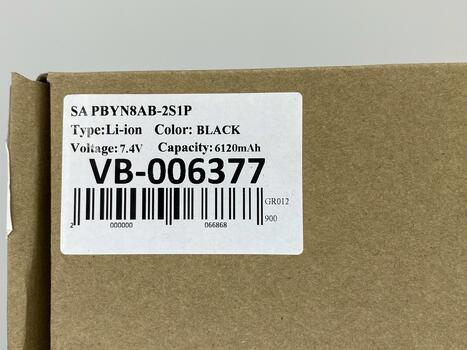 SA PBYN8AB-2S1P
Type:Li-ion Color: BLACK
Voltage: 7.4V Capacity: 6120mAh
VB-006377
GR012
900
2 000000 066868